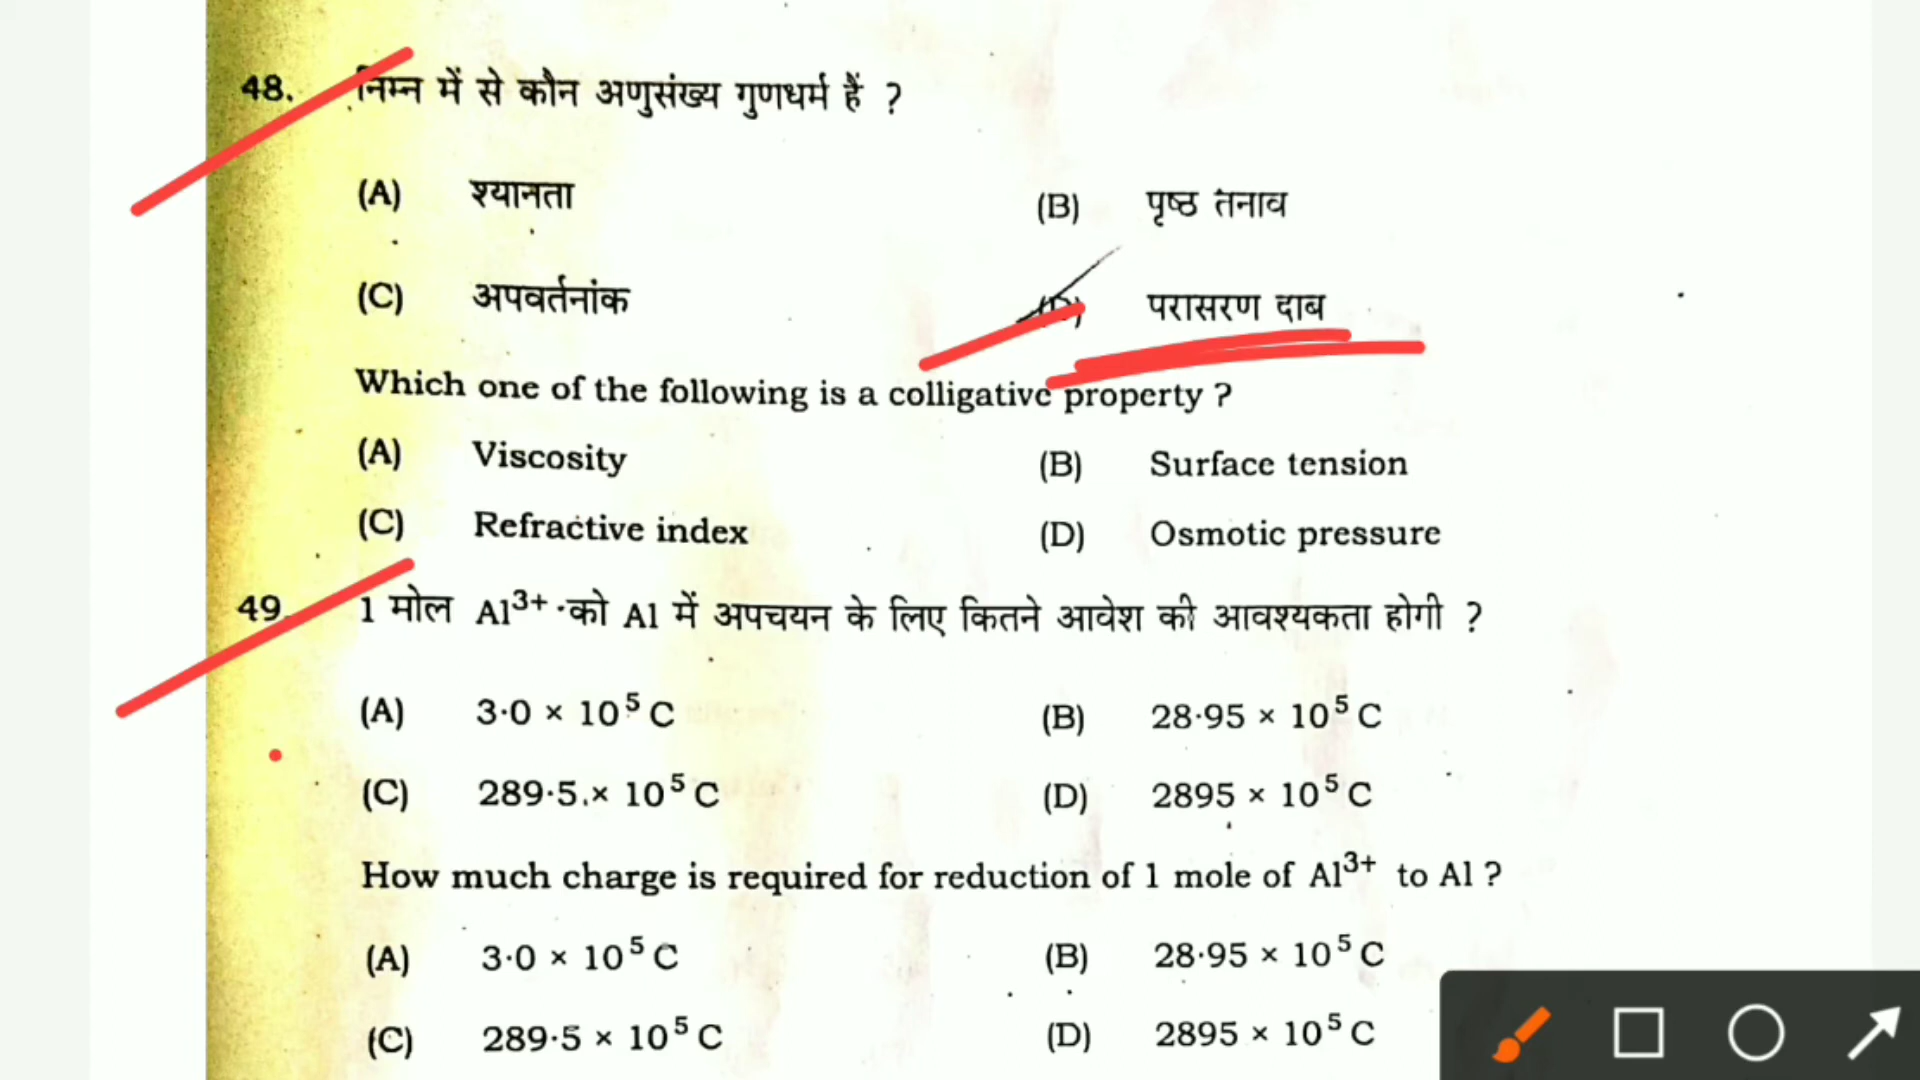 48. निम्न में से कौन अणुसंख्य गुणधर्म हैं ?
(A) श्यानता (B) पृष्ठ तनाव
(C) अपवर्तनांक (D) परासरण दाब
Which one of the following is a colligative property ?
(A) Viscosity (B) Surface tension
(C) Refractive index (D) Osmotic pressure
49. 1 मोल Al³⁺ को Al में अपचयन के लिए कितने आवेश की आवश्यकता होगी ?
(A) 3·0 × 10⁵ C (B) 28·95 × 10⁵ C
(C) 289·5 × 10⁵ C (D) 2895 × 10⁵ C
How much charge is required for reduction of 1 mole of Al³⁺ to Al ?
(A) 3·0 × 10⁵ C (B) 28·95 × 10⁵ C
(C) 289·5 × 10⁵ C (D) 2895 × 10⁵ C